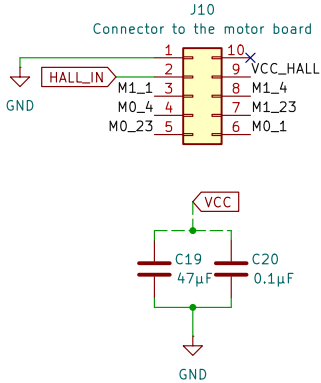 J10
Connector to the motor board
1
10
HALL_IN
2
9
VCC_HALL
GND
M1_1
3
8
M1_4
M0_4
4
7
M1_23
M0_23
5
6
M0_1
VCC
C19
47µF
C20
0.1µF
GND